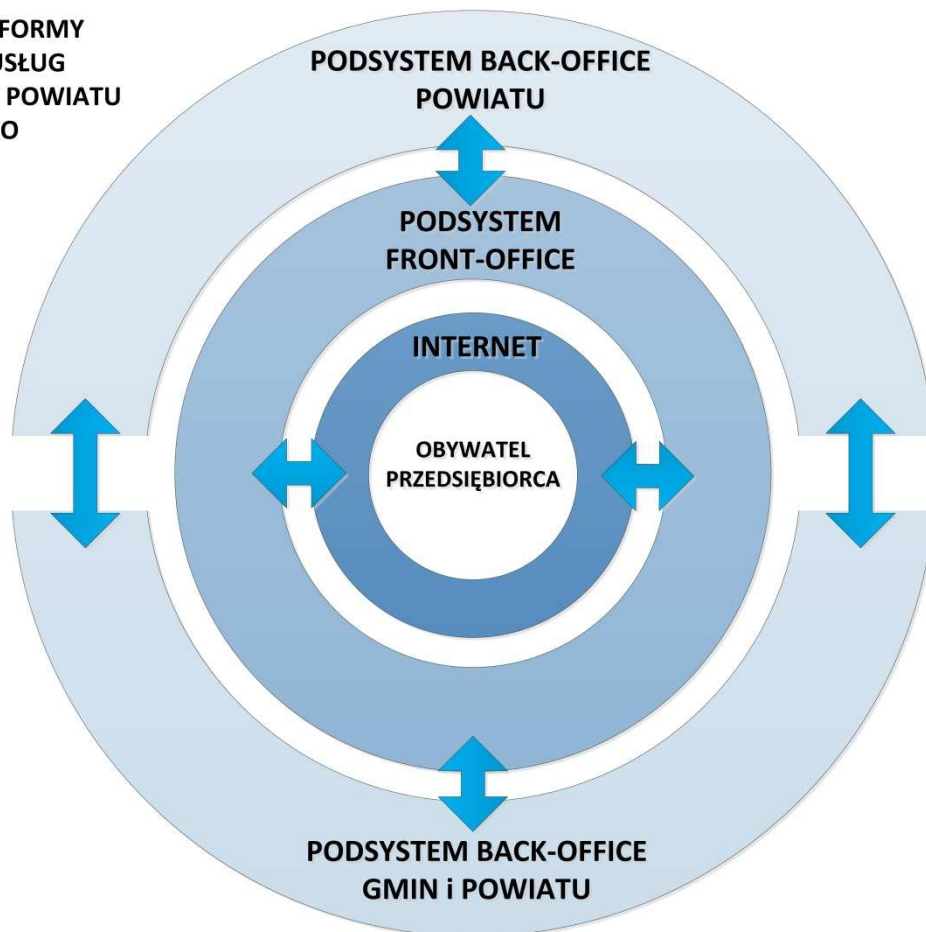 FORMY
USŁUG
POWIATU
O
PODSYSTEM BACK-OFFICE
POWIATU
PODSYSTEM
FRONT-OFFICE
INTERNET
OBYWATEL
PRZEDSIĘBIORCA
PODSYSTEM BACK-OFFICE
GMIN i POWIATU